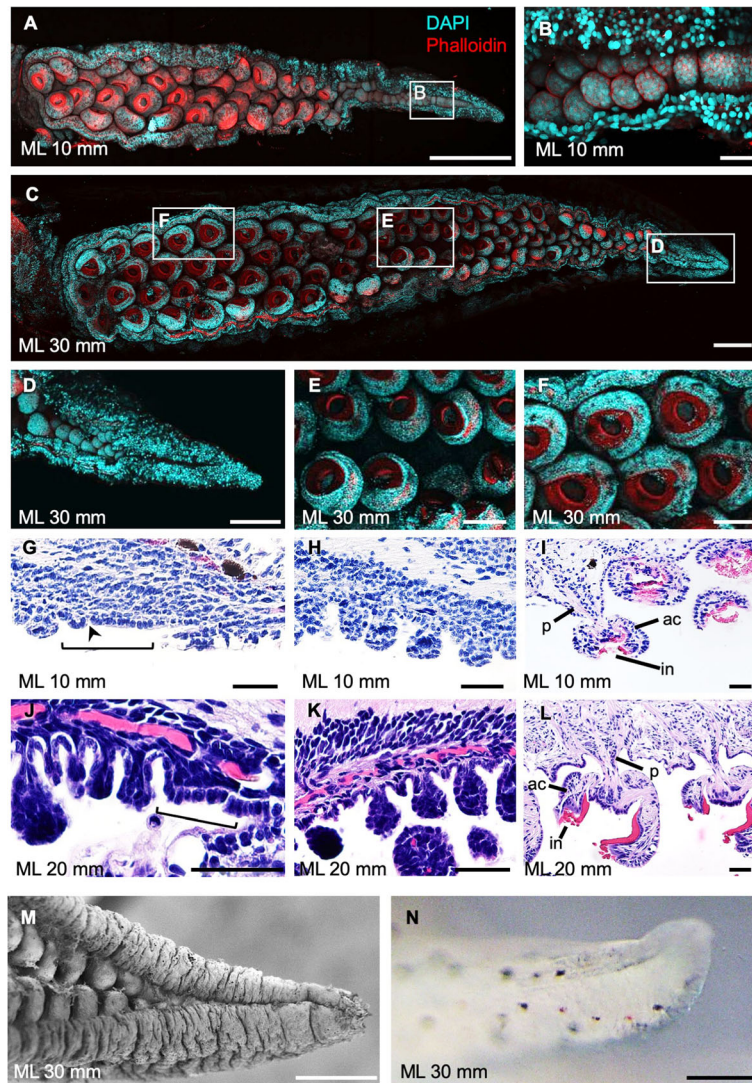 A
DAPI
Phalloidin
B
ML 10 mm
B
ML 10 mm
C
F
E
D
ML 30 mm
D
ML 30 mm
E
ML 30 mm
F
ML 30 mm
G
ML 10 mm
H
ML 10 mm
I
p
ac
in
ML 10 mm
J
ML 20 mm
K
ML 20 mm
L
p
ac
in
ML 20 mm
M
ML 30 mm
N
ML 30 mm